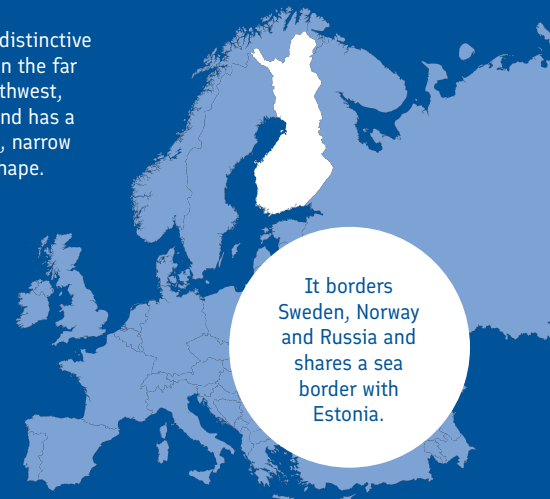 distinctive
n the far
thwest,
nd has a
, narrow
hape.
It borders
Sweden, Norway
and Russia and
shares a sea
border with
Estonia.